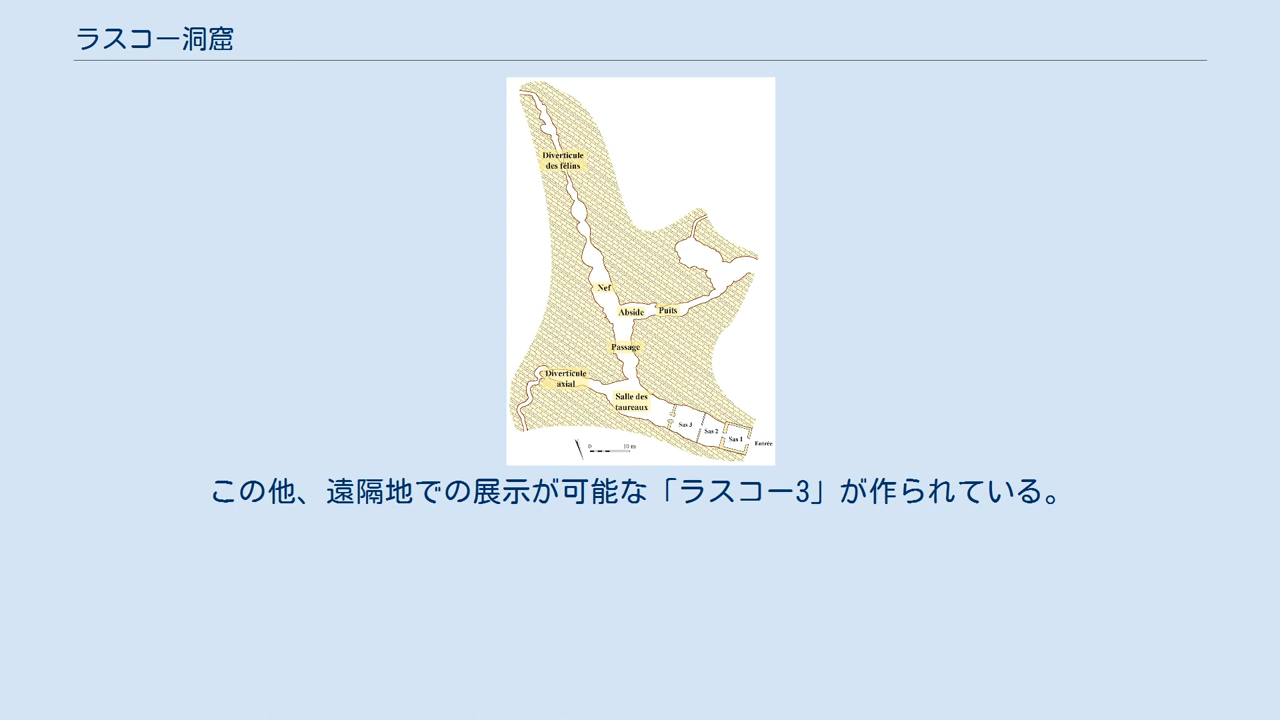 ラスコー洞窟
Diverticule
des félins
Nef
Abside
Puits
Passage
Diverticule
axial
Salle des
taureaux
Sas 3
Sas 2
Sas 1
Entrée
0 10 m
この他、遠隔地での展示が可能な「ラスコー3」が作られている。